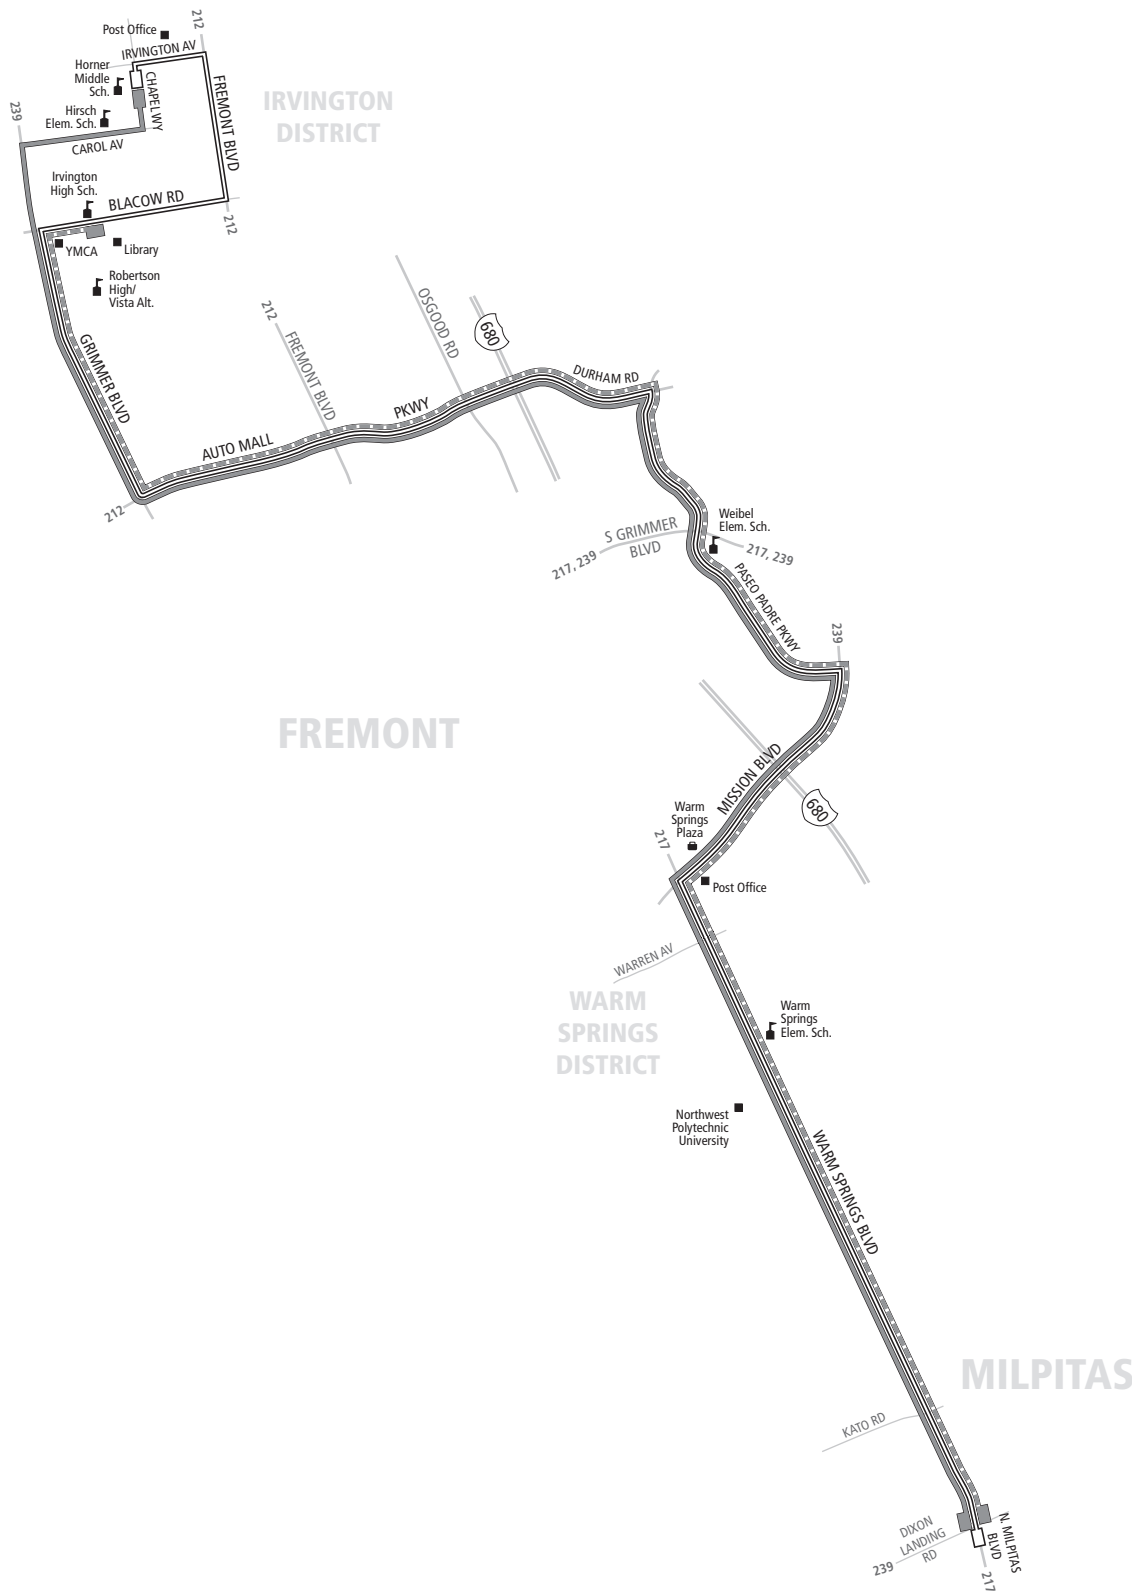 212
Post Office
IRVINGTON AV
Horner
Middle
Sch.
CHAPEL WY
FREMONT BLVD
IRVINGTON
DISTRICT
239
Hirsch
Elem. Sch.
CAROL AV
Irvington
High Sch.
BLACOW RD
212
YMCA
Library
Robertson
High/
Vista Alt.
GRIMMER BLVD
212
FREMONT BLVD
OSGOOD RD
680
DURHAM RD
PKWY
AUTO MALL
212
S GRIMMER
BLVD
217, 239
Weibel
Elem. Sch.
217, 239
PASEO PADRE PKWY
239
FREMONT
MISSION BLVD
680
Warm
Springs
Plaza
217
Post Office
WARREN AV
WARM
SPRINGS
DISTRICT
Warm
Springs
Elem. Sch.
Northwest
Polytechnic
University
WARM SPRINGS BLVD
MILPITAS
KATO RD
DIXON
LANDING
RD
239
N. MILPITAS
BLVD
217